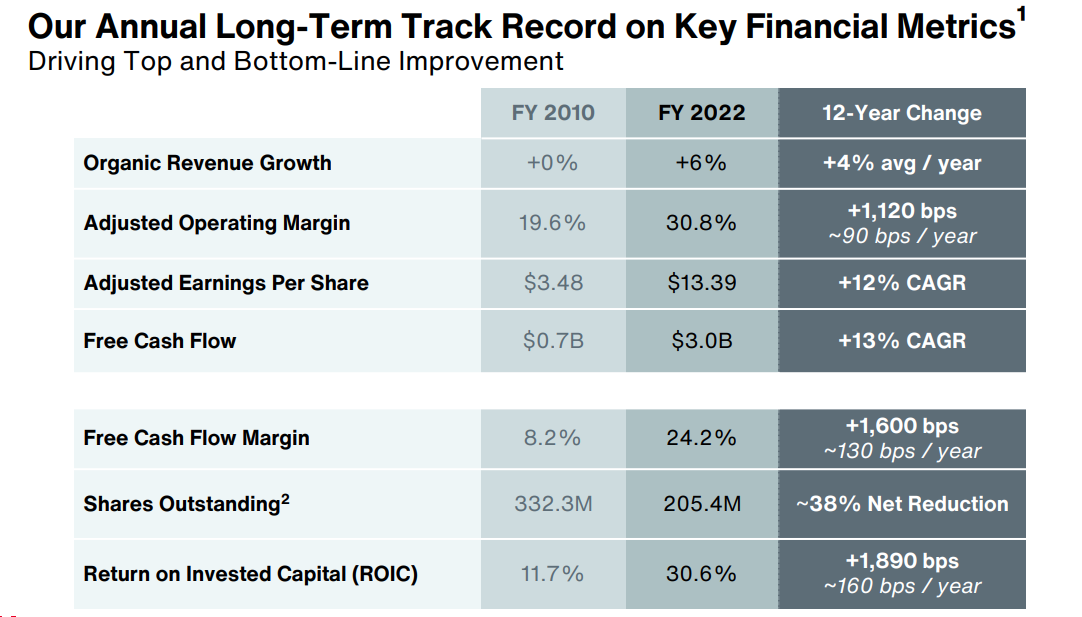 Our Annual Long-Term Track Record on Key Financial Metrics¹
Driving Top and Bottom-Line Improvement
FY 2010 FY 2022 12-Year Change
Organic Revenue Growth +0% +6% +4% avg / year
Adjusted Operating Margin 19.6% 30.8% +1,120 bps
~90 bps / year
Adjusted Earnings Per Share $3.48 $13.39 +12% CAGR
Free Cash Flow $0.7B $3.0B +13% CAGR
Free Cash Flow Margin 8.2% 24.2% +1,600 bps
~130 bps / year
Shares Outstanding² 332.3M 205.4M ~38% Net Reduction
Return on Invested Capital (ROIC) 11.7% 30.6% +1,890 bps
~160 bps / year